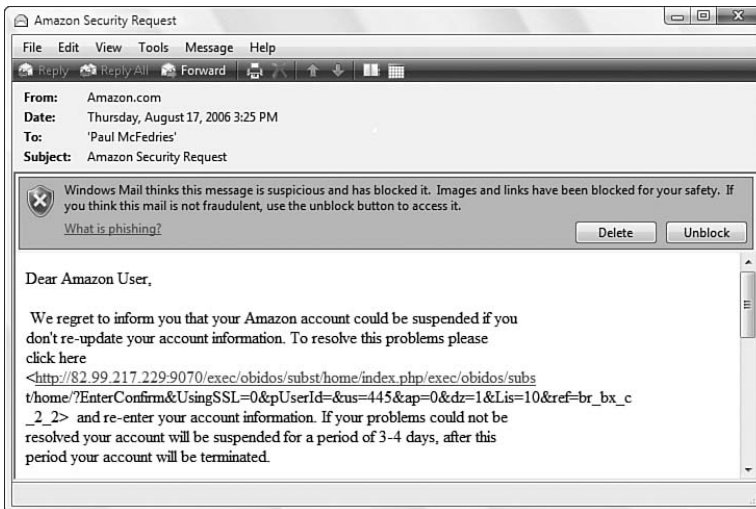 Amazon Security Request
File Edit View Tools Message Help
Reply Reply All Forward
From: Amazon.com
Date: Thursday, August 17, 2006 3:25 PM
To: 'Paul McFedries'
Subject: Amazon Security Request
Windows Mail thinks this message is suspicious and has blocked it. Images and links have been blocked for your safety. If
you think this mail is not fraudulent, use the unblock button to access it.
What is phishing?
Delete Unblock
Dear Amazon User,
We regret to inform you that your Amazon account could be suspended if you
don't re-update your account information. To resolve this problems please
click here
<http://82.99.217.229:9070/exec/obidos/subst/home/index.php/exec/obidos/subs
t/home/?EnterConfirm&UsingSSL=0&pUserId=&us=445&ap=0&dz=1&Lis=10&ref=br_bx_c
_2_2> and re-enter your account information. If your problems could not be
resolved your account will be suspended for a period of 3-4 days, after this
period your account will be terminated.